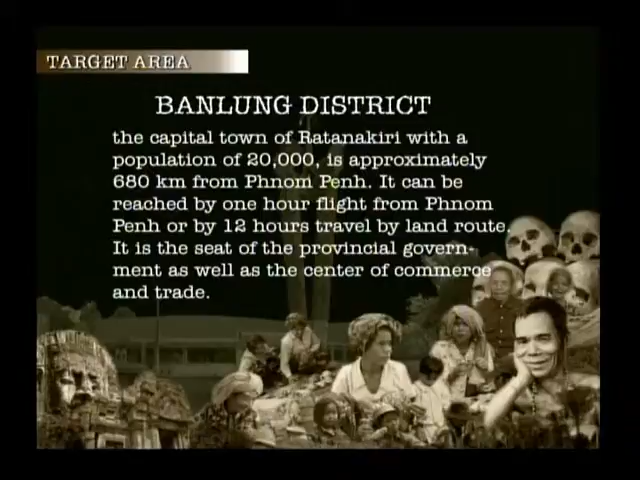 TARGET AREA
BANLUNG DISTRICT
the capital town of Ratanakiri with a
population of 20,000, is approximately
680 km from Phnom Penh. It can be
reached by one hour flight from Phnom
Penh or by 12 hours travel by land route.
It is the seat of the provincial govern-
ment as well as the center of commerce
and trade.